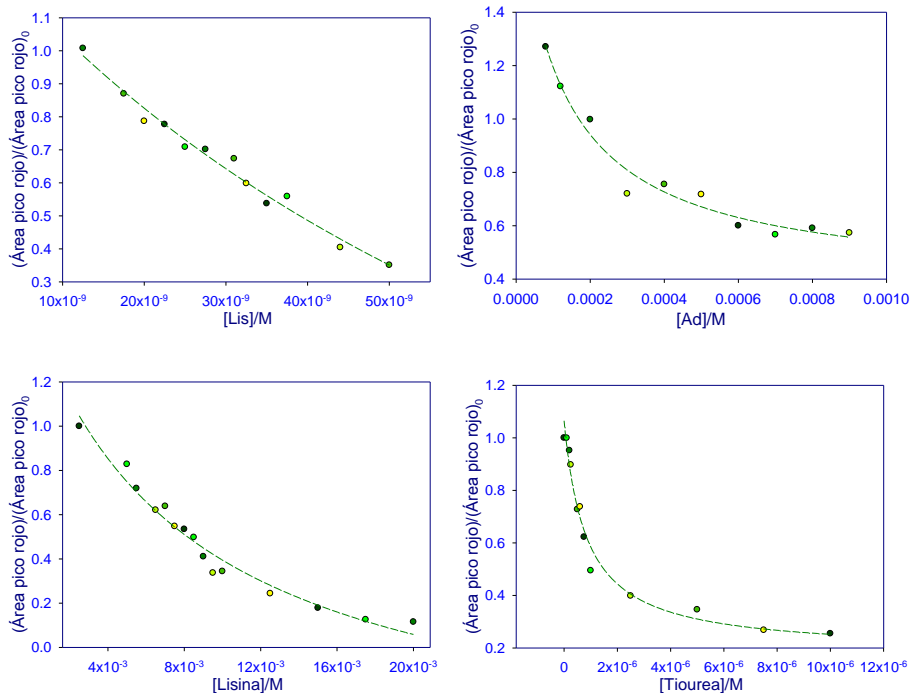 (Área pico rojo)/(Área pico rojo)₀
1.1
1.0
0.9
0.8
0.7
0.6
0.5
0.4
0.3
10x10⁻⁹ 20x10⁻⁹ 30x10⁻⁹ 40x10⁻⁹ 50x10⁻⁹
[Lis]/M
(Área pico rojo)/(Área pico rojo)₀
1.4
1.2
1.0
0.8
0.6
0.4
0.0000 0.0002 0.0004 0.0006 0.0008 0.0010
[Ad]/M
(Área pico rojo)/(Área pico rojo)₀
1.2
1.0
0.8
0.6
0.4
0.2
0.0
4x10⁻³ 8x10⁻³ 12x10⁻³ 16x10⁻³ 20x10⁻³
[Lisina]/M
(Área pico rojo)/(Área pico rojo)₀
1.2
1.0
0.8
0.6
0.4
0.2
0 2x10⁻⁶ 4x10⁻⁶ 6x10⁻⁶ 8x10⁻⁶ 10x10⁻⁶ 12x10⁻⁶
[Tiourea]/M